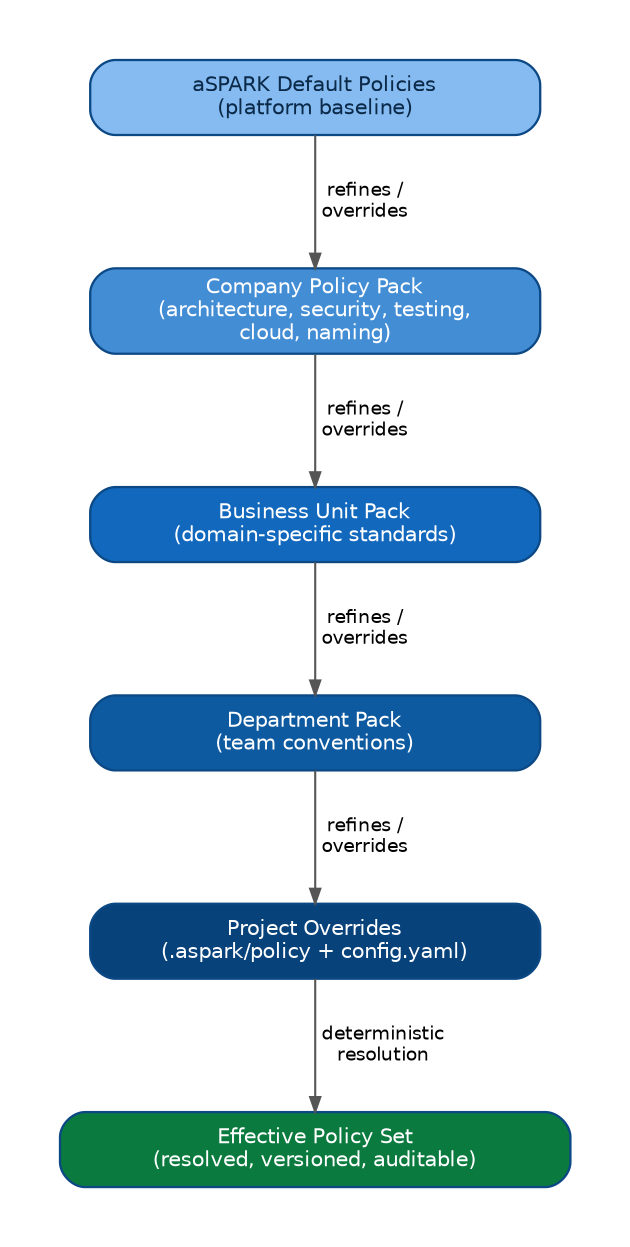 aSPARK Default Policies
(platform baseline)
refines /
overrides
Company Policy Pack
(architecture, security, testing,
cloud, naming)
refines /
overrides
Business Unit Pack
(domain-specific standards)
refines /
overrides
Department Pack
(team conventions)
refines /
overrides
Project Overrides
(.aspark/policy + config.yaml)
deterministic
resolution
Effective Policy Set
(resolved, versioned, auditable)